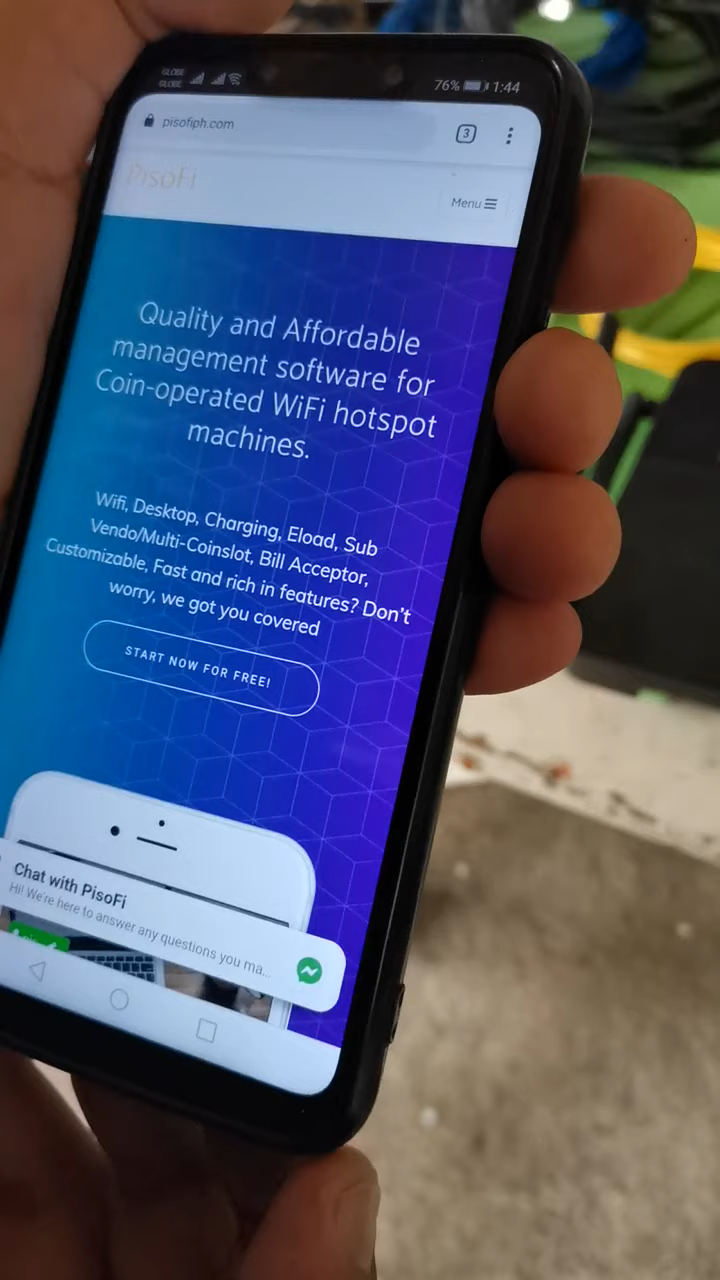 GLOBE
GLOBE
76% 1:44
pisofiph.com
3
PisoFi
Menu
Quality and Affordable
management software for
Coin-operated WiFi hotspot
machines.
Wifi, Desktop, Charging, Eload, Sub
Vendo/Multi-Coinslot, Bill Acceptor,
Customizable, Fast and rich in features? Don't
worry, we got you covered
START NOW FOR FREE!
Chat with PisoFi
Hi! We're here to answer any questions you ma...